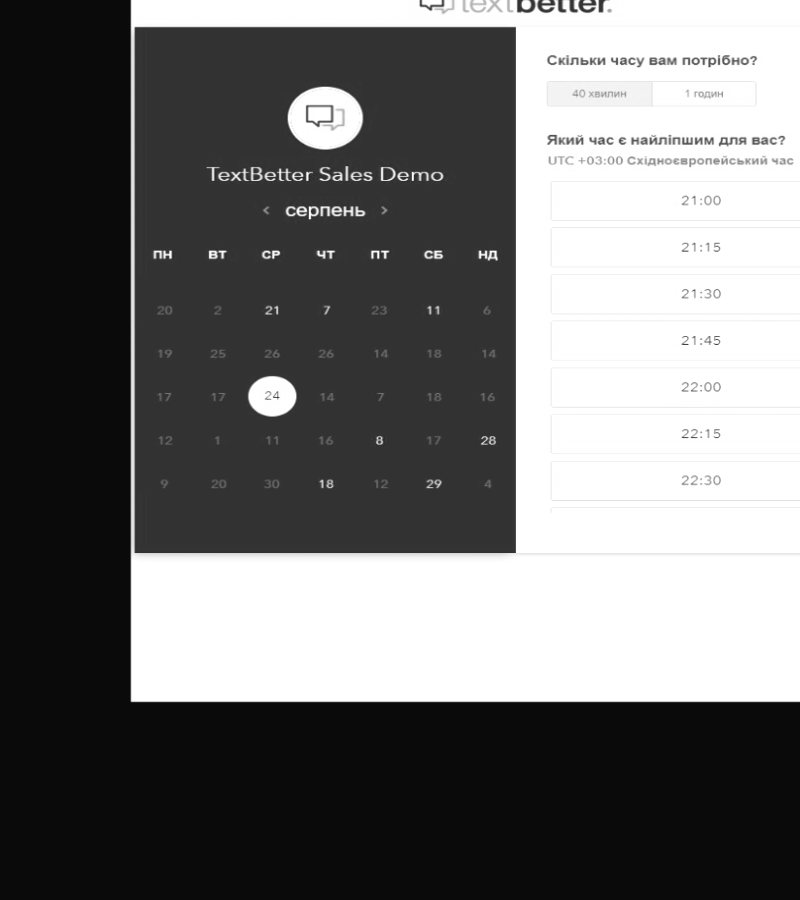 textbetter.
TextBetter Sales Demo
‹ серпень ›
ПН ВТ СР ЧТ ПТ СБ НД
20 2 21 7 23 11 6
19 25 26 26 14 18 14
17 17 24 14 7 18 16
12 1 11 16 8 17 28
9 20 30 18 12 29 4
Скільки часу вам потрібно?
40 хвилин 1 годин
Який час є найліпшим для вас?
UTC +03:00 Східноєвропейський час
21:00
21:15
21:30
21:45
22:00
22:15
22:30